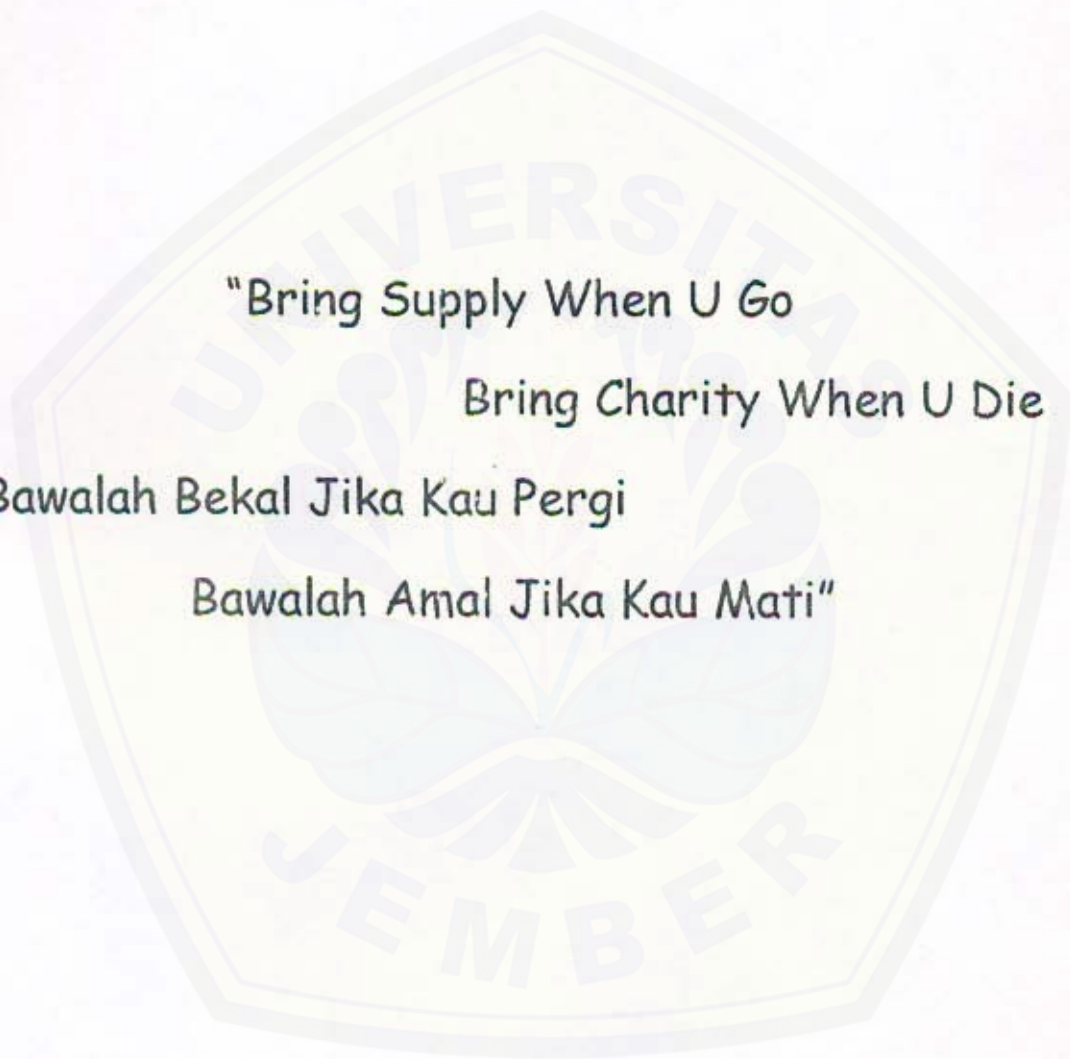 UNIVERSITAS
"Bring Supply When U Go
Bring Charity When U Die
Bawalah Bekal Jika Kau Pergi
Bawalah Amal Jika Kau Mati"
JEMBER